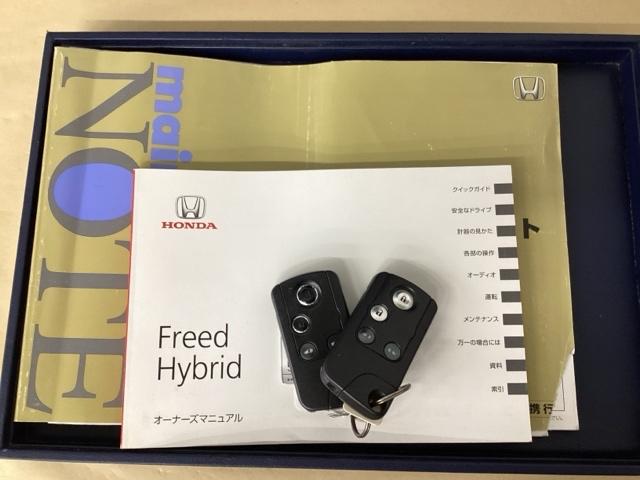 mai
NOTE
HONDA
Freed
Hybrid
オーナーズマニュアル
クイックガイド
安全なドライブ
計器の見かた
各部の操作
オーディオ
運転
メンテナンス
万一の場合には
資料
索引
ト
携行